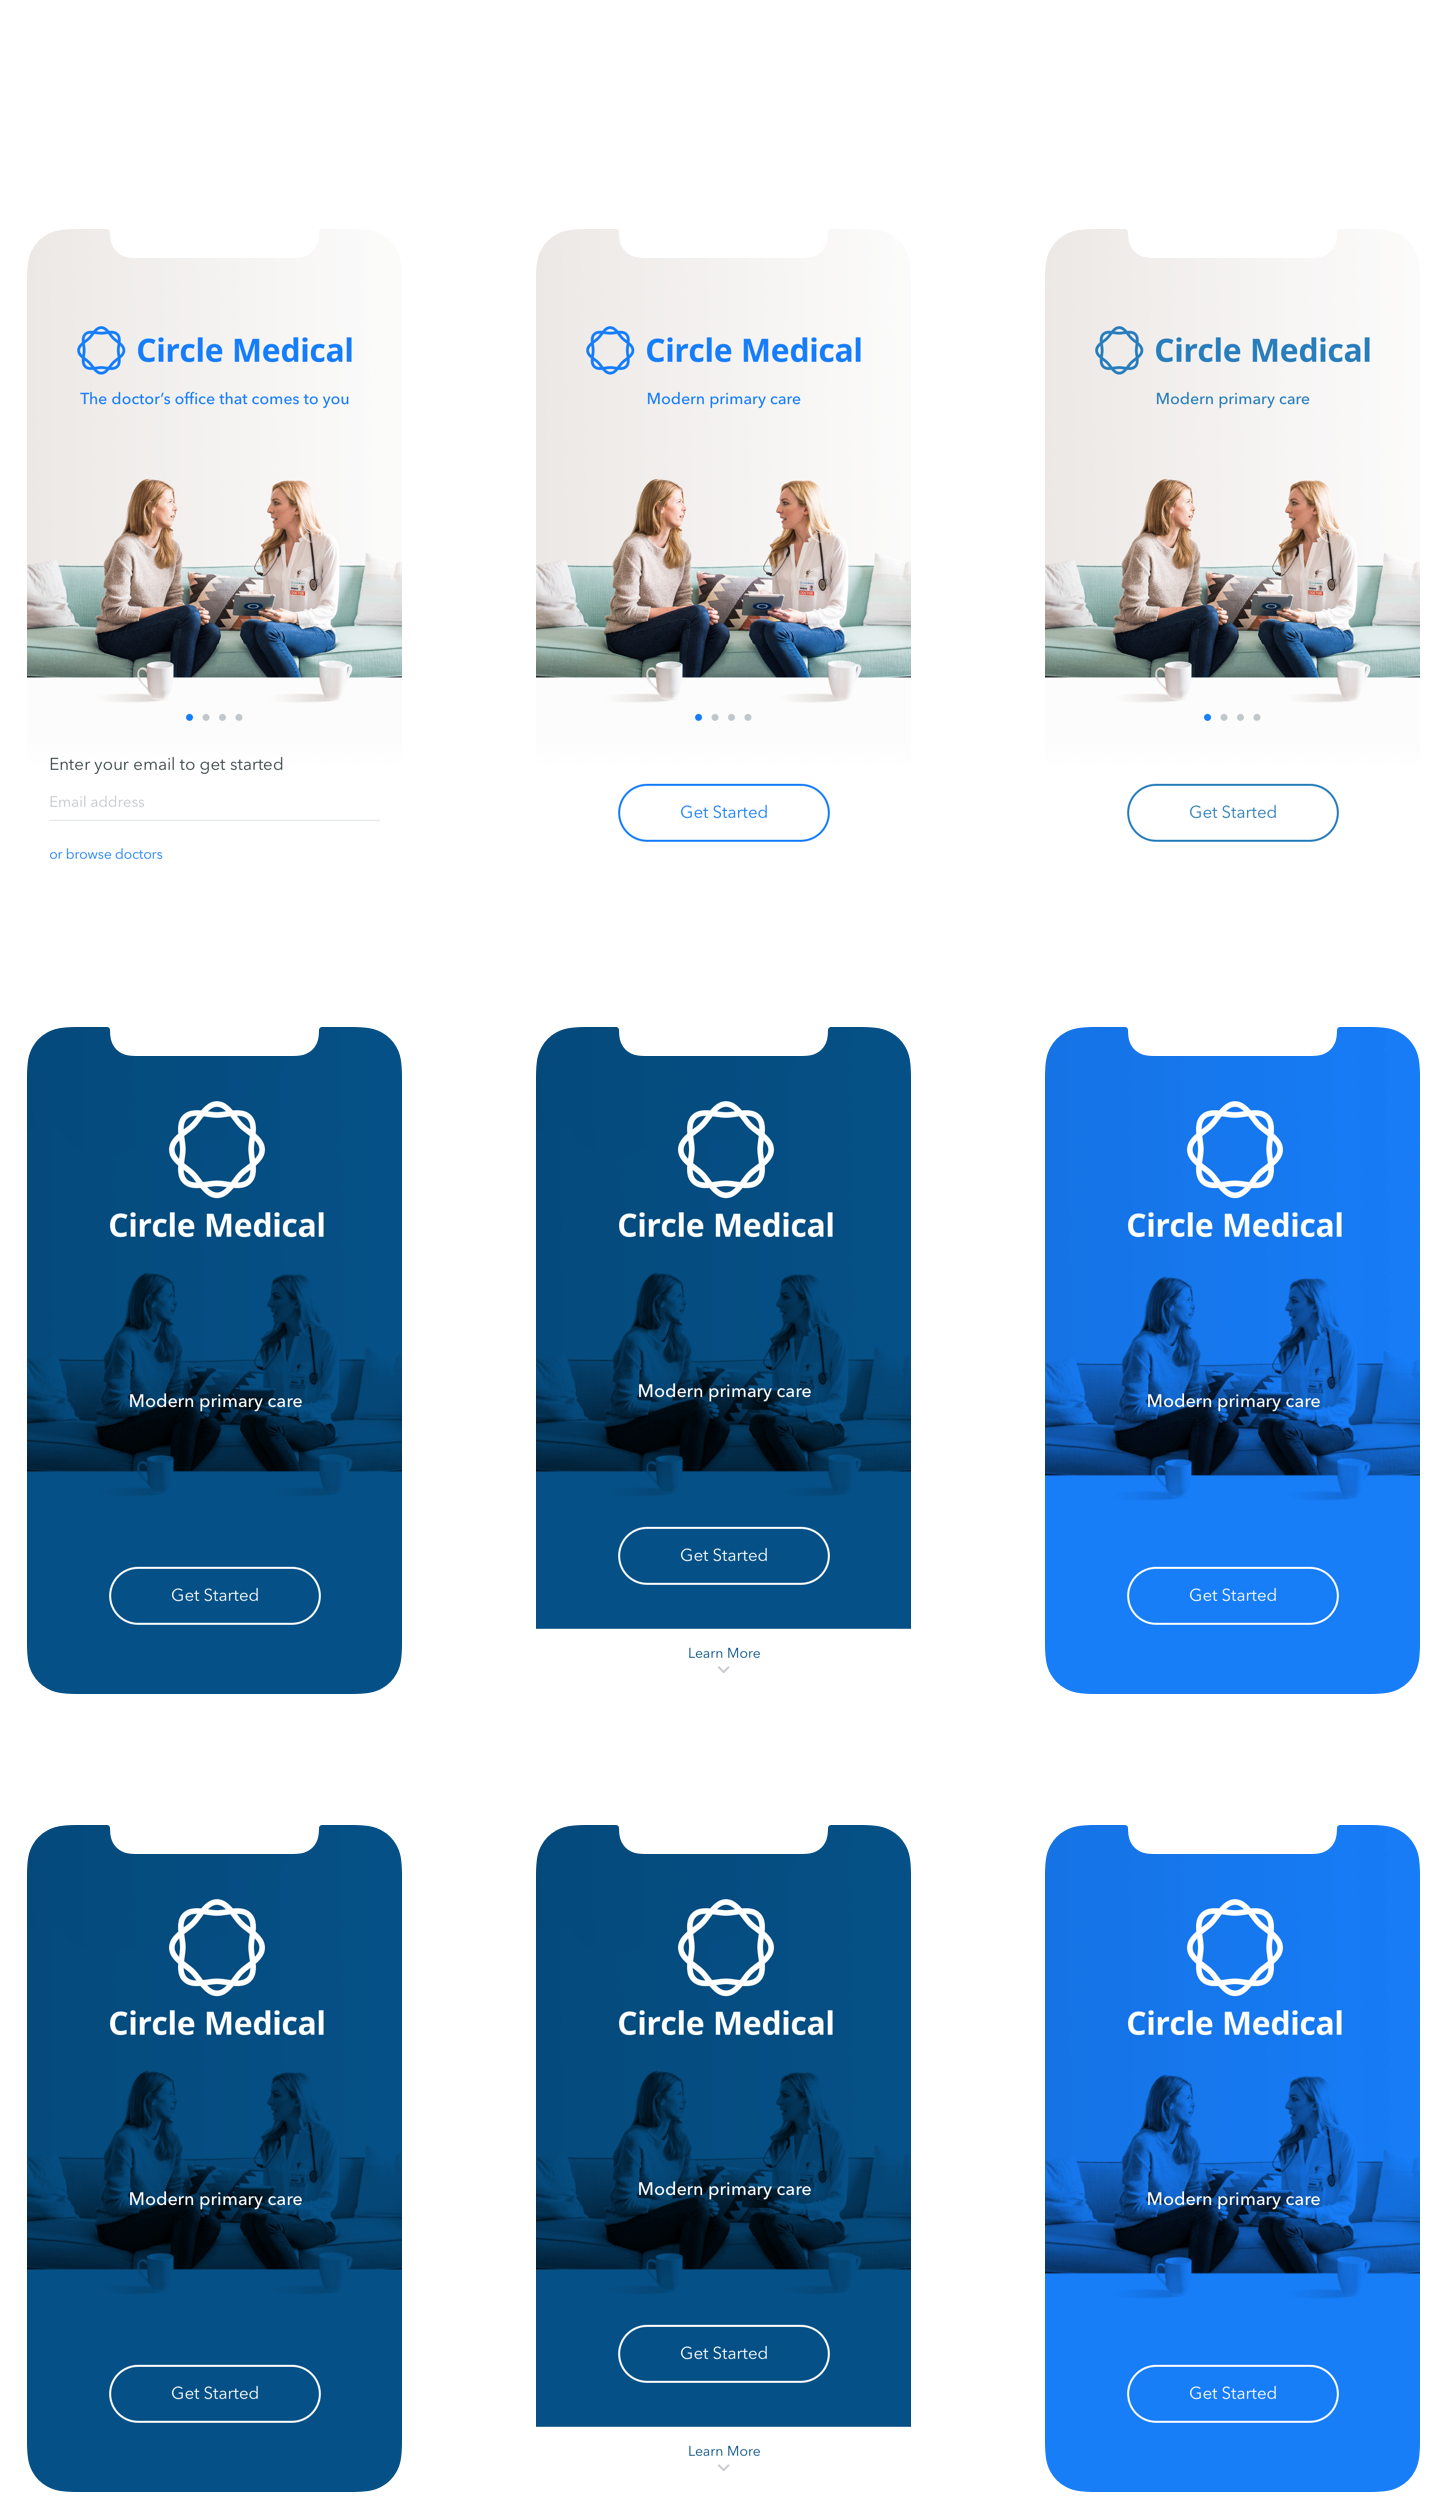 Circle Medical
The doctor’s office that comes to you
Enter your email to get started
Email address
or browse doctors
Circle Medical
Modern primary care
Get Started
Circle Medical
Modern primary care
Get Started
Circle Medical
Modern primary care
Get Started
Circle Medical
Modern primary care
Get Started
Learn More
Circle Medical
Modern primary care
Get Started
Circle Medical
Modern primary care
Get Started
Circle Medical
Modern primary care
Get Started
Learn More
Circle Medical
Modern primary care
Get Started